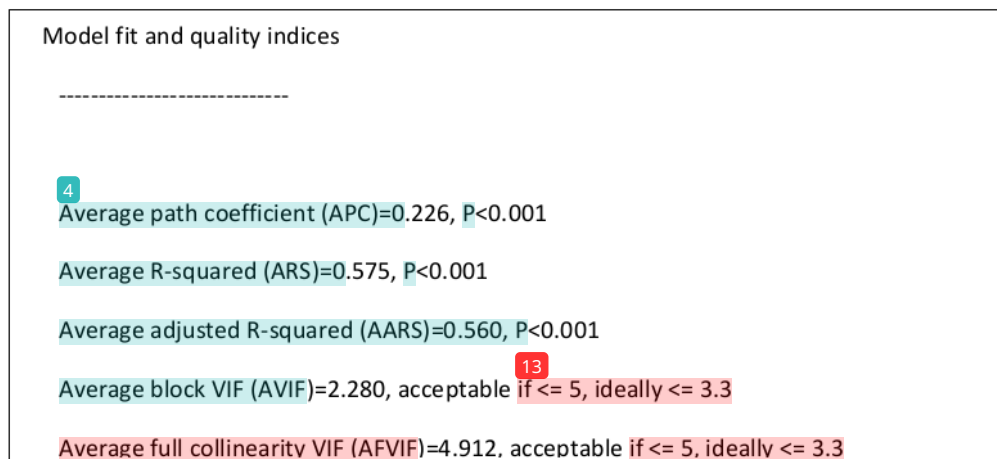 Model fit and quality indices
-----------------------------
4
Average path coefficient (APC)=0.226, P<0.001
Average R-squared (ARS)=0.575, P<0.001
Average adjusted R-squared (AARS)=0.560, P<0.001
13
Average block VIF (AVIF)=2.280, acceptable if <= 5, ideally <= 3.3
Average full collinearity VIF (AFVIF)=4.912, acceptable if <= 5, ideally <= 3.3